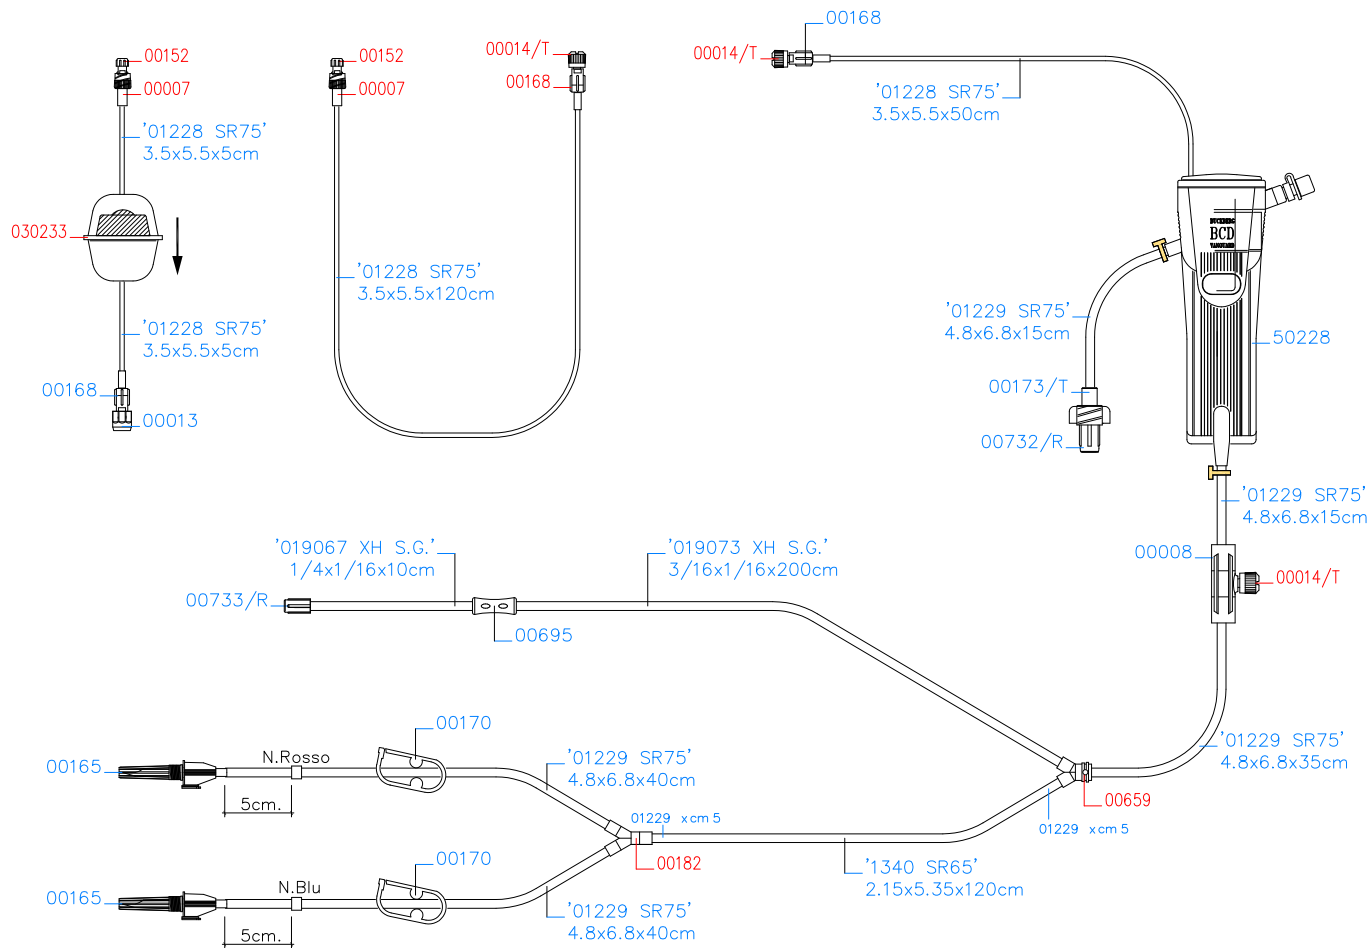 00152
00007
'01228 SR75'
3.5x5.5x5cm
030233
'01228 SR75'
3.5x5.5x5cm
00168
00013
00152
00007
00014/T
00168
'01228 SR75'
3.5x5.5x120cm
00168
00014/T
'01228 SR75'
3.5x5.5x50cm
BUCKBERG
BCD
VANGUARD
'01229 SR75'
4.8x6.8x15cm
50228
00173/T
00732/R
'01229 SR75'
4.8x6.8x15cm
00008
00014/T
'019067 XH S.G.'
1/4x1/16x10cm
'019073 XH S.G.'
3/16x1/16x200cm
00733/R
00695
'01229 SR75'
4.8x6.8x35cm
00659
01229 xcm5
00170
N.Rosso
00165
5cm.
'01229 SR75'
4.8x6.8x40cm
01229 xcm5
00182
'1340 SR65'
2.15x5.35x120cm
00170
N.Blu
00165
5cm.
'01229 SR75'
4.8x6.8x40cm